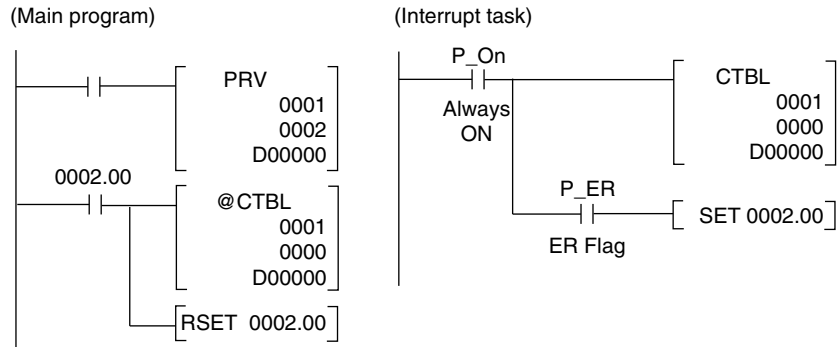 (Main program)
PRV
0001
0002
D00000
0002.00
@CTBL
0001
0000
D00000
RSET 0002.00
(Interrupt task)
P_On
Always
ON
CTBL
0001
0000
D00000
P_ER
ER Flag
SET 0002.00